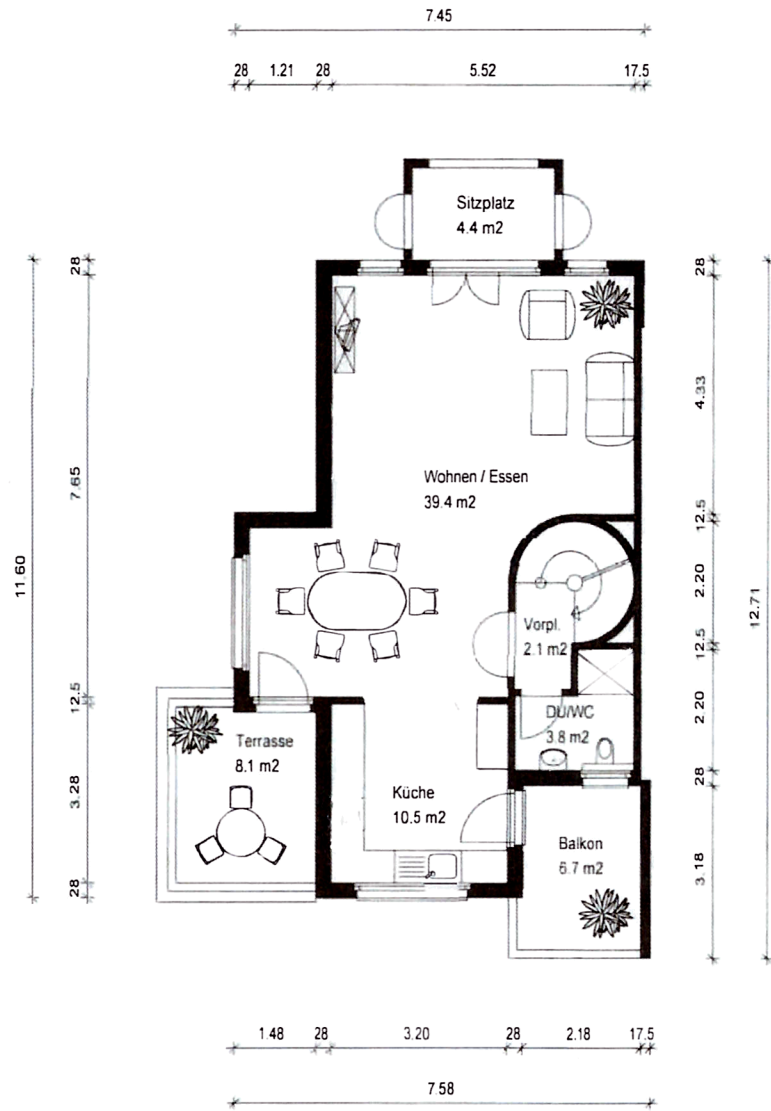 7.45
28 1.21 28 5.52 17.5
Sitzplatz
4.4 m2
28
28
4.33
7.65
Wohnen / Essen
39.4 m2
12.5
11.60
2.20
12.71
Vorpl.
2.1 m2
12.5
12.5
2.20
DU/WC
3.8 m2
Terrasse
8.1 m2
28
3.28
Küche
10.5 m2
Balkon
6.7 m2
3.18
28
1.48 28 3.20 28 2.18 17.5
7.58